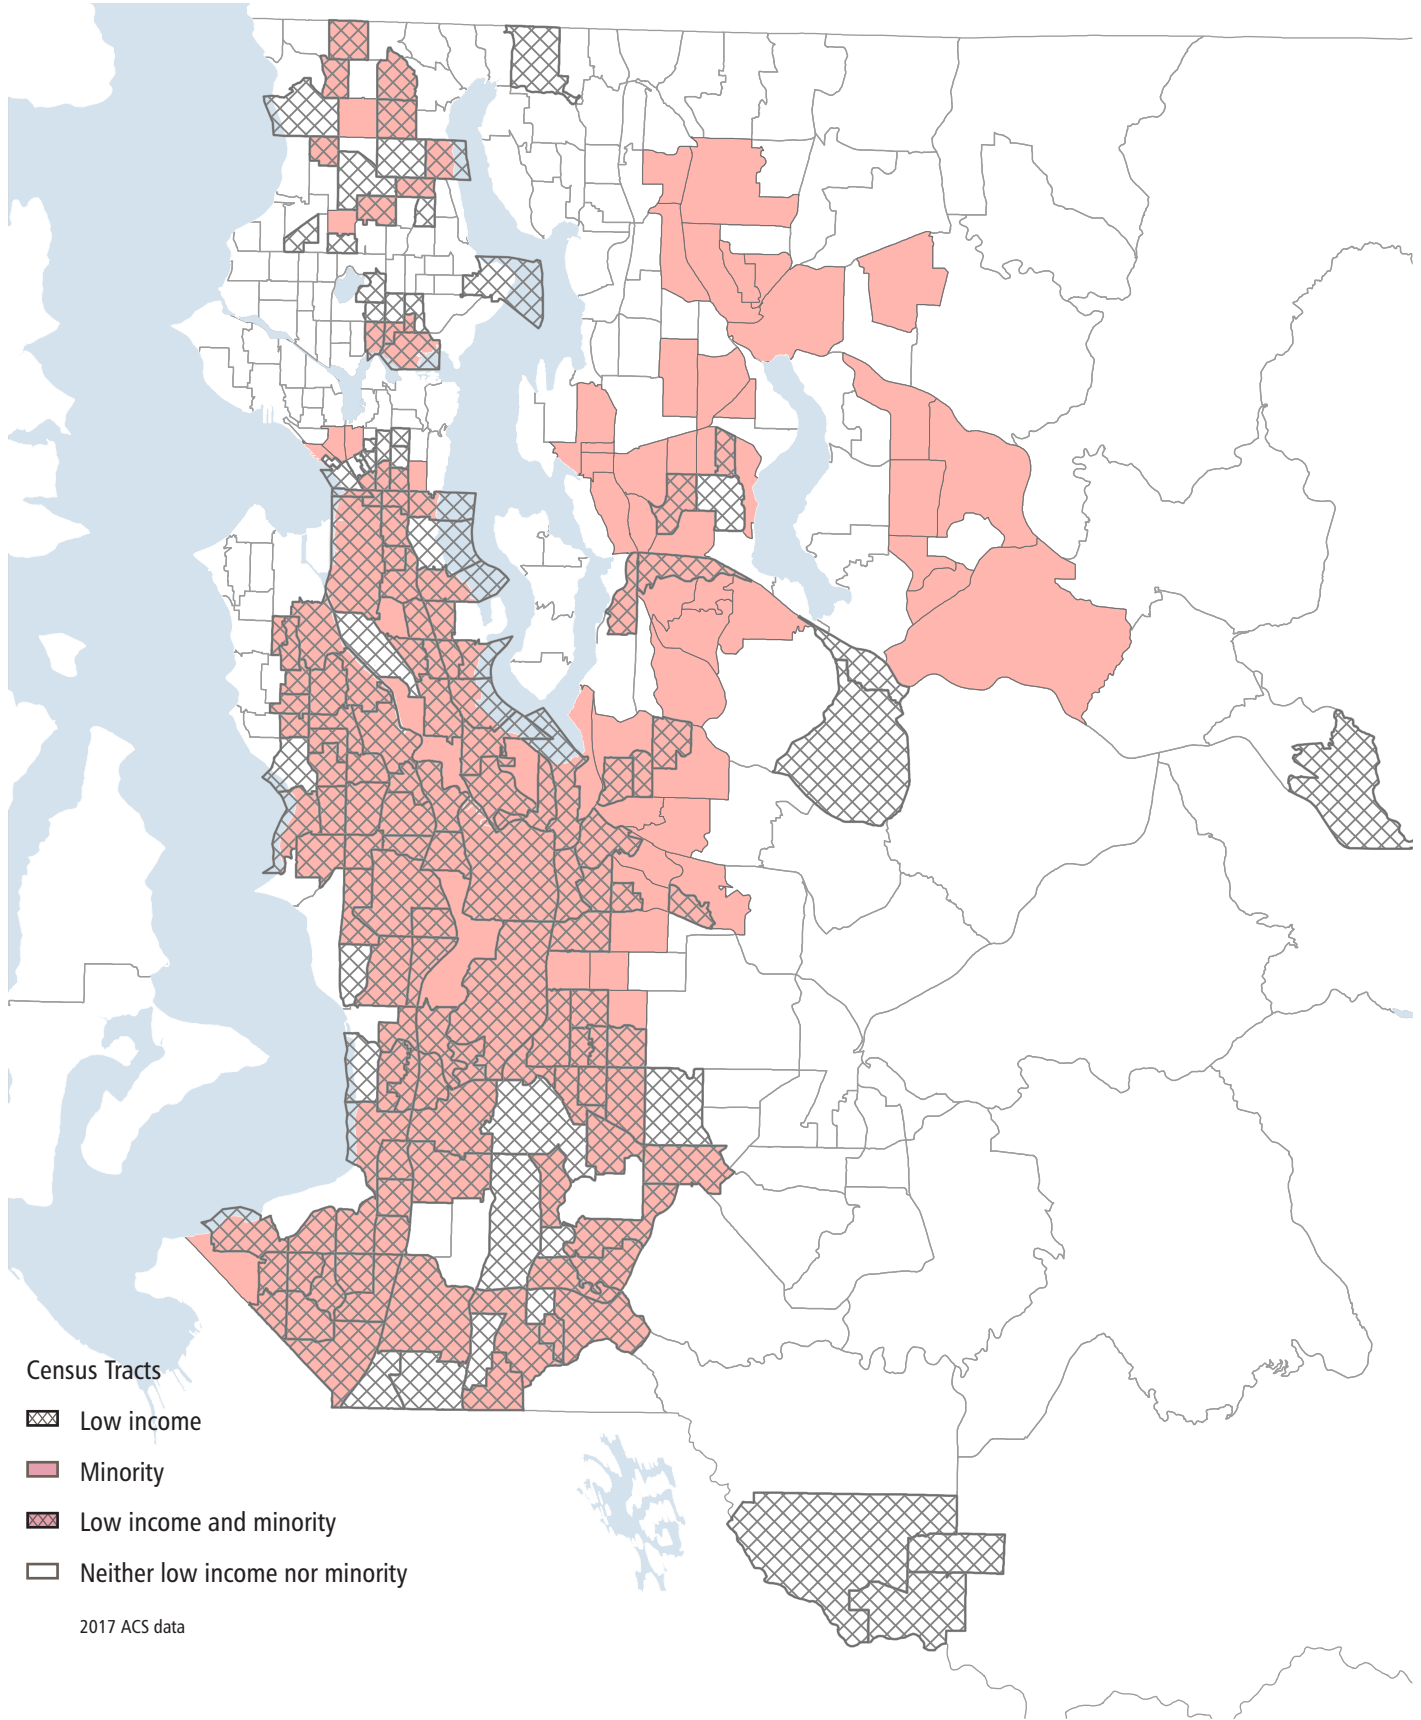 Census Tracts
Low income
Minority
Low income and minority
Neither low income nor minority
2017 ACS data